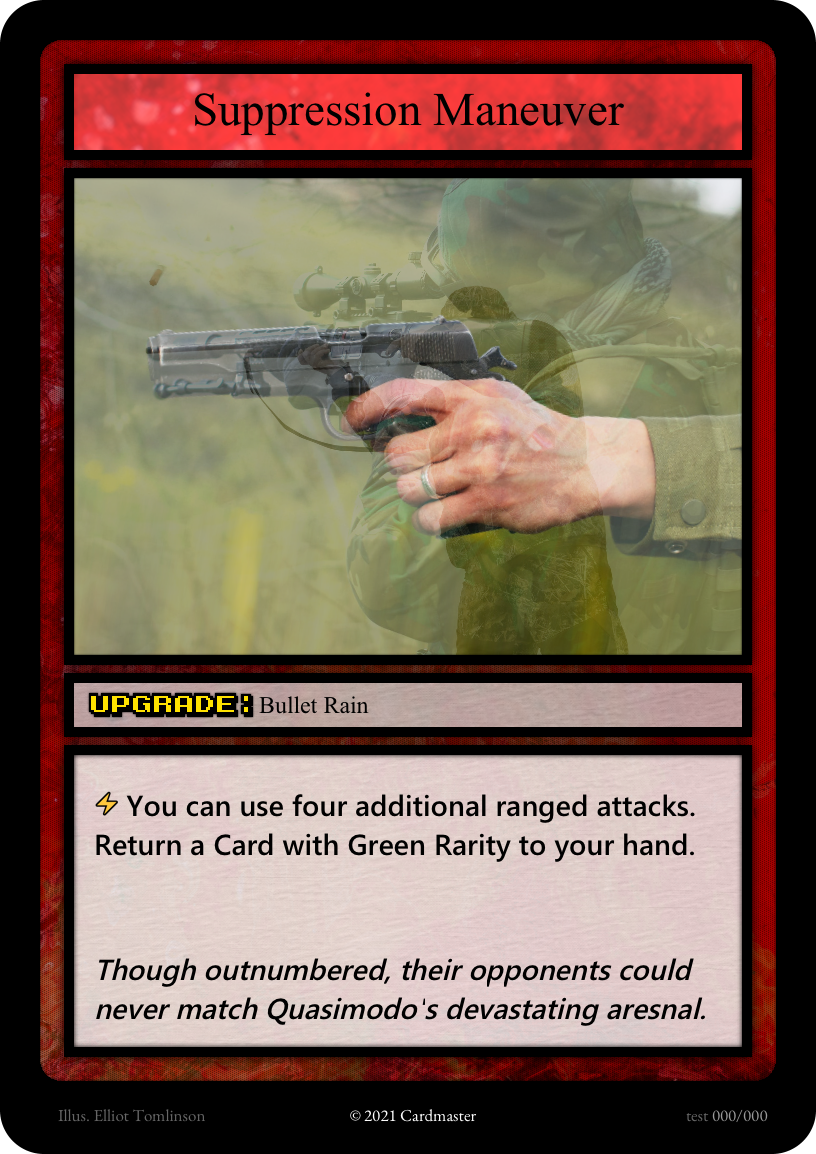 Suppression Maneuver
UPGRADE: Bullet Rain
⚡ You can use four additional ranged attacks.
Return a Card with Green Rarity to your hand.
Though outnumbered, their opponents could
never match Quasimodo's devastating aresnal.
Illus. Elliot Tomlinson © 2021 Cardmaster test 000/000